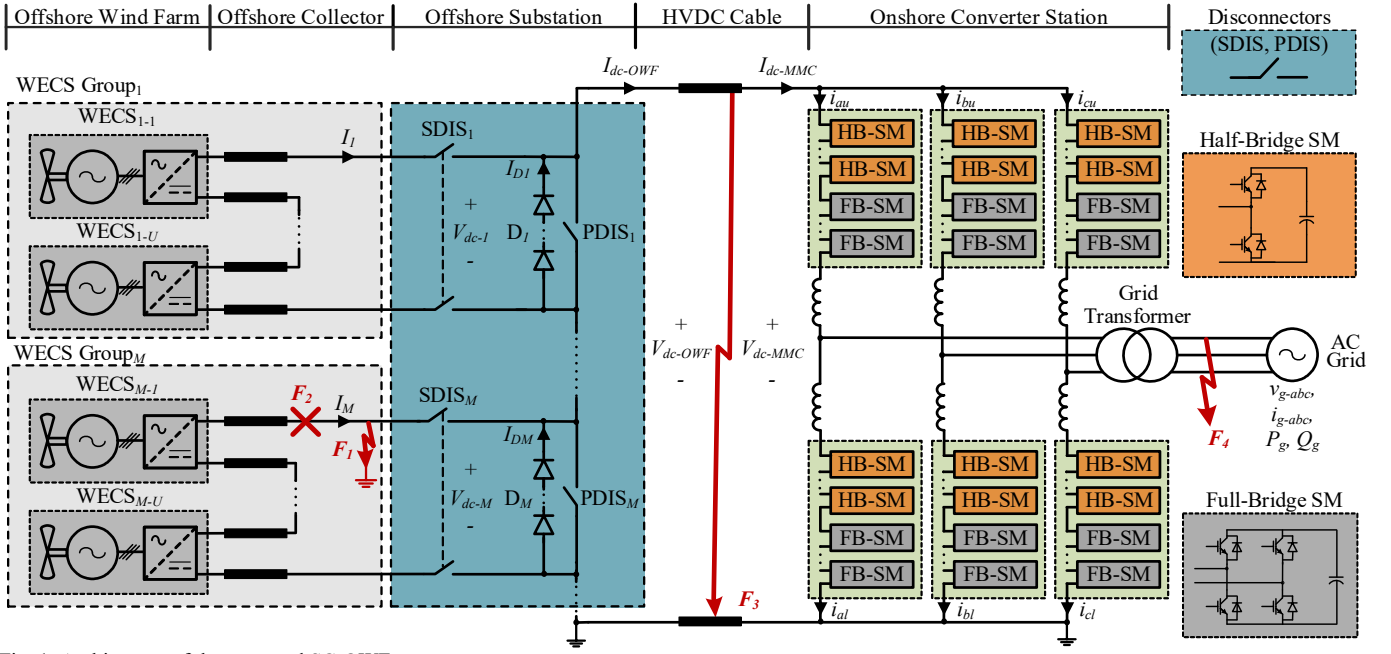 Offshore Wind Farm
Offshore Collector
Offshore Substation
HVDC Cable
Onshore Converter Station
Disconnectors
(SDIS, PDIS)
WECS Group1
WECS1-1
WECS1-U
I1
SDIS1
+
Vdc-1
-
ID1
D1
PDIS1
WECS GroupM
WECSM-1
WECSM-U
F2
IM
F1
SDISM
+
Vdc-M
-
IDM
DM
PDISM
Idc-OWF
Idc-MMC
+
Vdc-OWF
-
+
Vdc-MMC
-
F3
iau
ibu
icu
HB-SM
HB-SM
HB-SM
HB-SM
HB-SM
HB-SM
FB-SM
FB-SM
FB-SM
FB-SM
FB-SM
FB-SM
HB-SM
HB-SM
HB-SM
HB-SM
HB-SM
HB-SM
FB-SM
FB-SM
FB-SM
FB-SM
FB-SM
FB-SM
ial
ibl
icl
Grid
Transformer
F4
AC
Grid
vg-abc,
ig-abc,
Pg, Qg
Half-Bridge SM
Full-Bridge SM